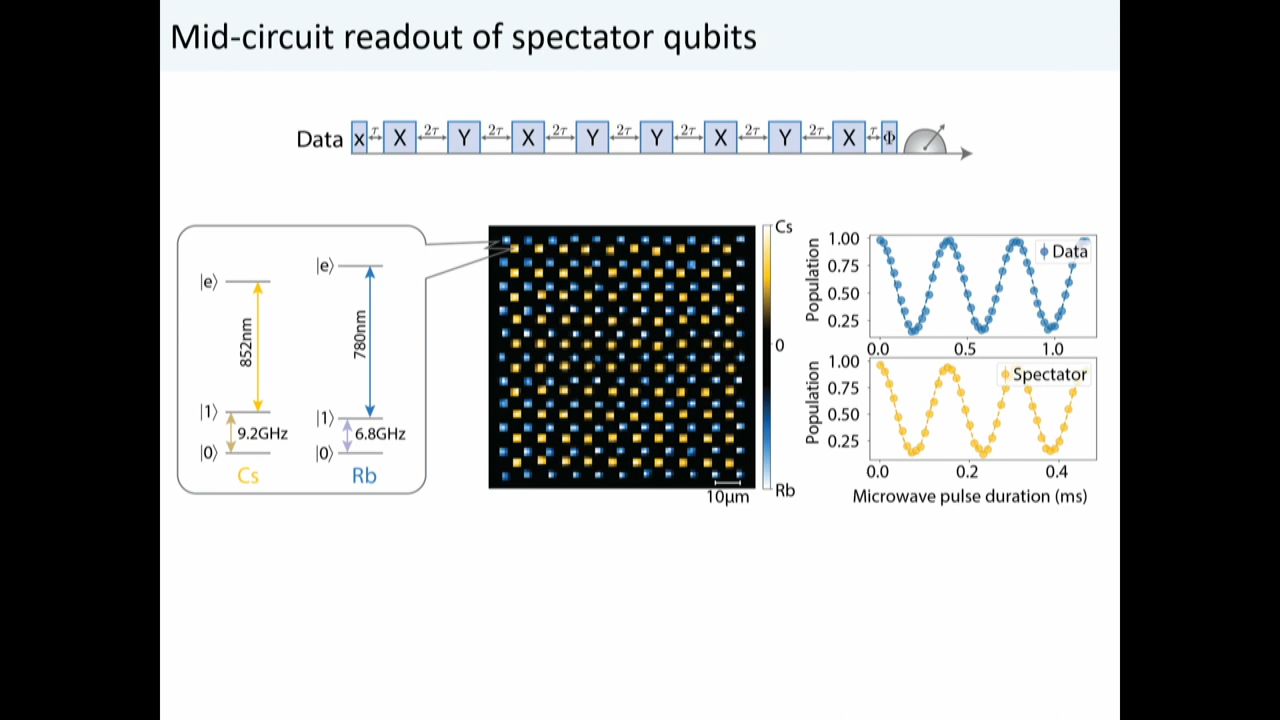 Mid-circuit readout of spectator qubits
Data x τ X 2τ Y 2τ X 2τ Y 2τ Y 2τ X 2τ Y 2τ X τ Φ
|e⟩
852nm
|1⟩
9.2GHz
|0⟩
Cs
|e⟩
780nm
|1⟩
6.8GHz
|0⟩
Rb
Cs
0
Rb
10μm
Population
1.00
0.75
0.50
0.25
Data
0.0 0.5 1.0
Population
1.00
0.75
0.50
0.25
Spectator
0.0 0.2 0.4
Microwave pulse duration (ms)